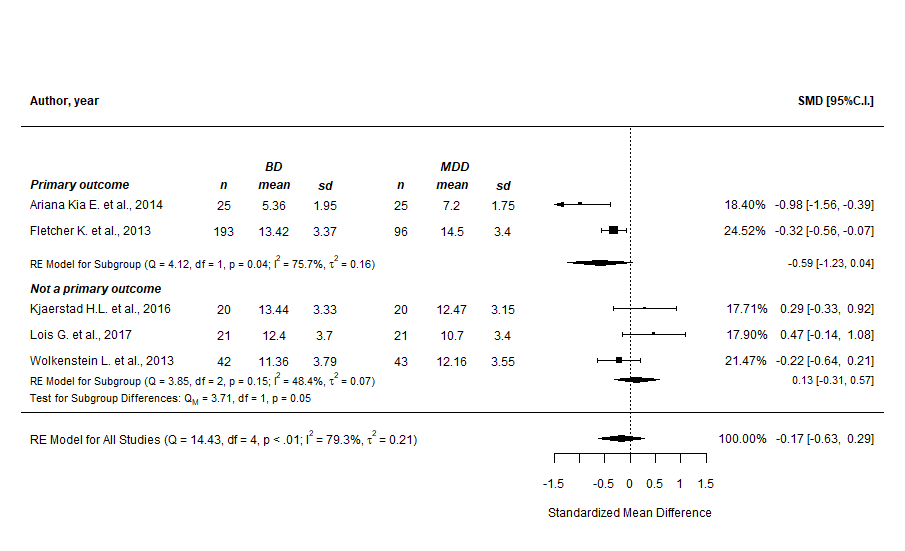 Author, year SMD [95%C.I.]
BD MDD
Primary outcome n mean sd n mean sd
Ariana Kia E. et al., 2014 25 5.36 1.95 25 7.2 1.75 18.40% -0.98 [-1.56, -0.39]
Fletcher K. et al., 2013 193 13.42 3.37 96 14.5 3.4 24.52% -0.32 [-0.56, -0.07]
RE Model for Subgroup (Q = 4.12, df = 1, p = 0.04; I² = 75.7%, τ² = 0.16) -0.59 [-1.23, 0.04]
Not a primary outcome
Kjaerstad H.L. et al., 2016 20 13.44 3.33 20 12.47 3.15 17.71% 0.29 [-0.33, 0.92]
Lois G. et al., 2017 21 12.4 3.7 21 10.7 3.4 17.90% 0.47 [-0.14, 1.08]
Wolkenstein L. et al., 2013 42 11.36 3.79 43 12.16 3.55 21.47% -0.22 [-0.64, 0.21]
RE Model for Subgroup (Q = 3.85, df = 2, p = 0.15; I² = 48.4%, τ² = 0.07) 0.13 [-0.31, 0.57]
Test for Subgroup Differences: Q_M = 3.71, df = 1, p = 0.05
RE Model for All Studies (Q = 14.43, df = 4, p < .01; I² = 79.3%, τ² = 0.21) 100.00% -0.17 [-0.63, 0.29]
-1.5 -0.5 0 0.5 1 1.5
Standardized Mean Difference